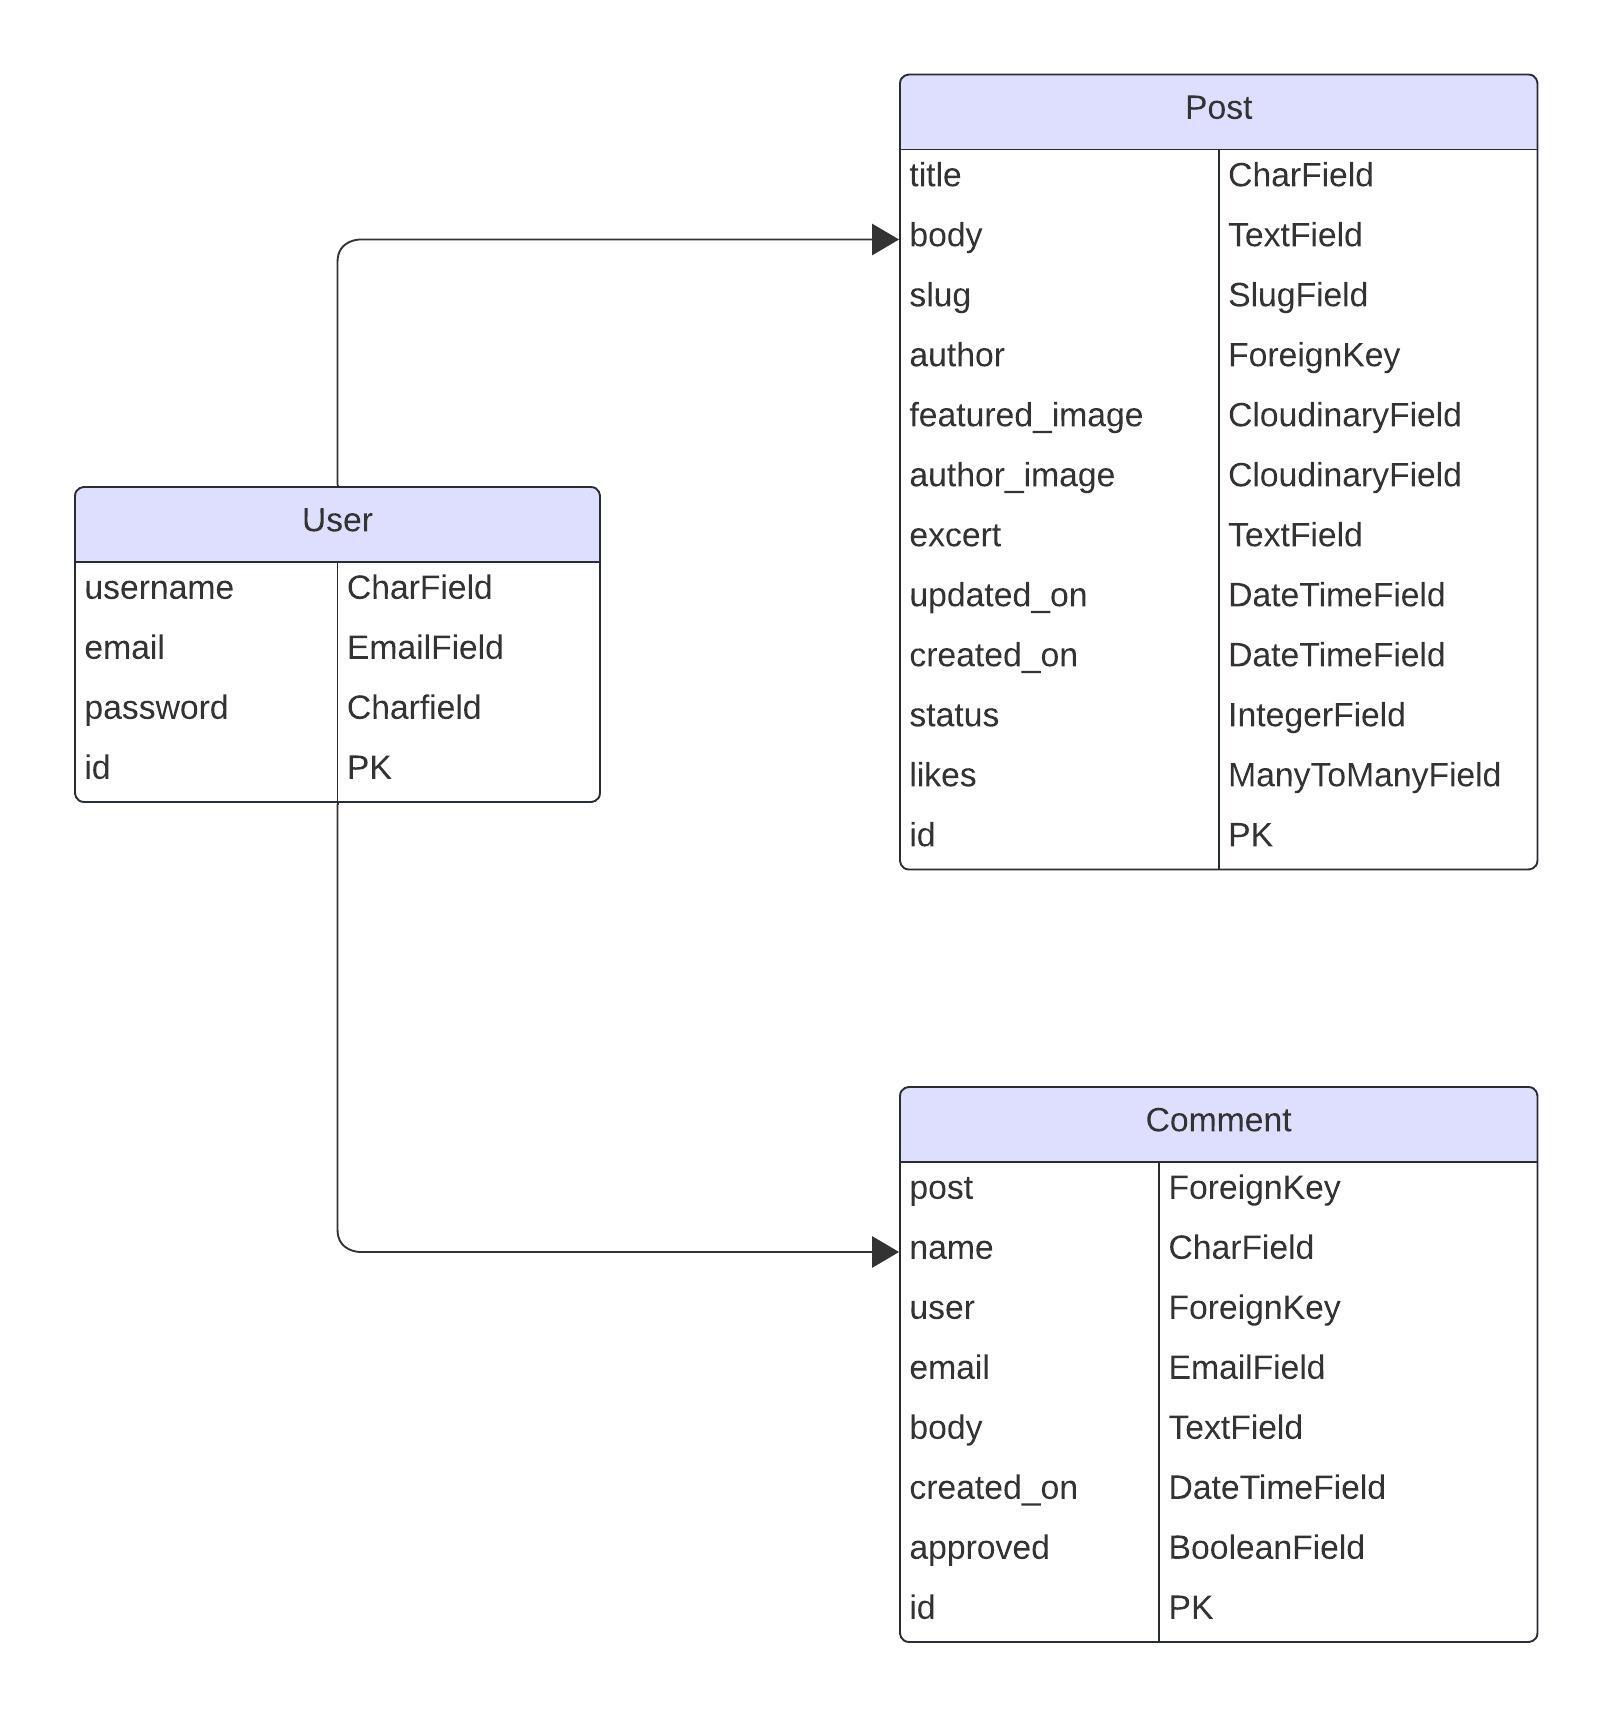 Post
title CharField
body TextField
slug SlugField
author ForeignKey
featured_image CloudinaryField
author_image CloudinaryField
excert TextField
updated_on DateTimeField
created_on DateTimeField
status IntegerField
likes ManyToManyField
id PK
User
username CharField
email EmailField
password Charfield
id PK
Comment
post ForeignKey
name CharField
user ForeignKey
email EmailField
body TextField
created_on DateTimeField
approved BooleanField
id PK